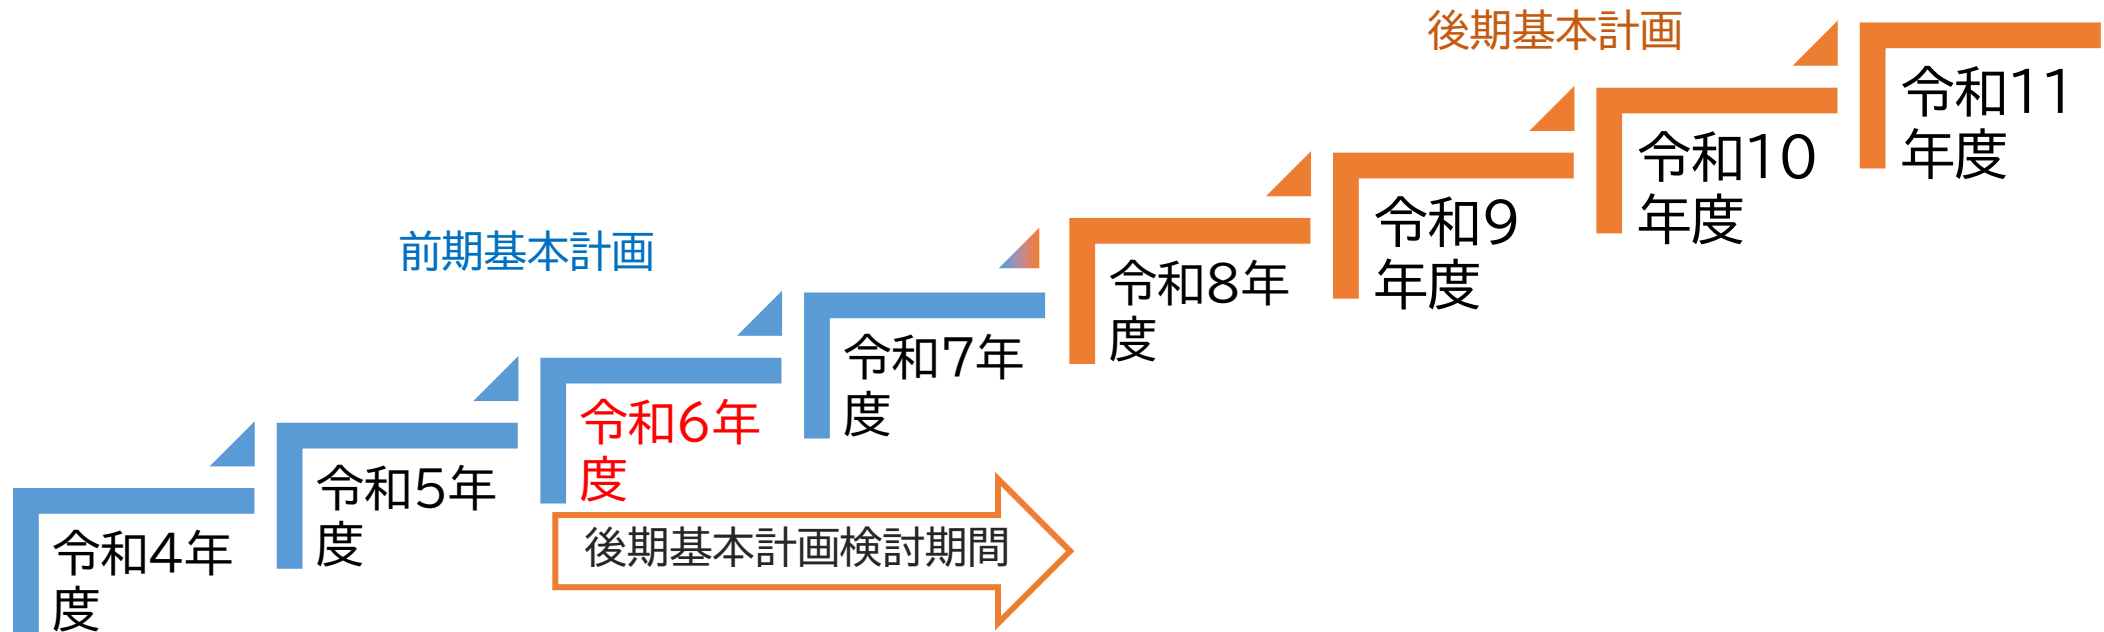 後期基本計画
令和11
年度
令和10
年度
令和9
年度
令和8年
度
前期基本計画
令和7年
度
令和6年
度
令和5年
度
令和4年
度
後期基本計画検討期間